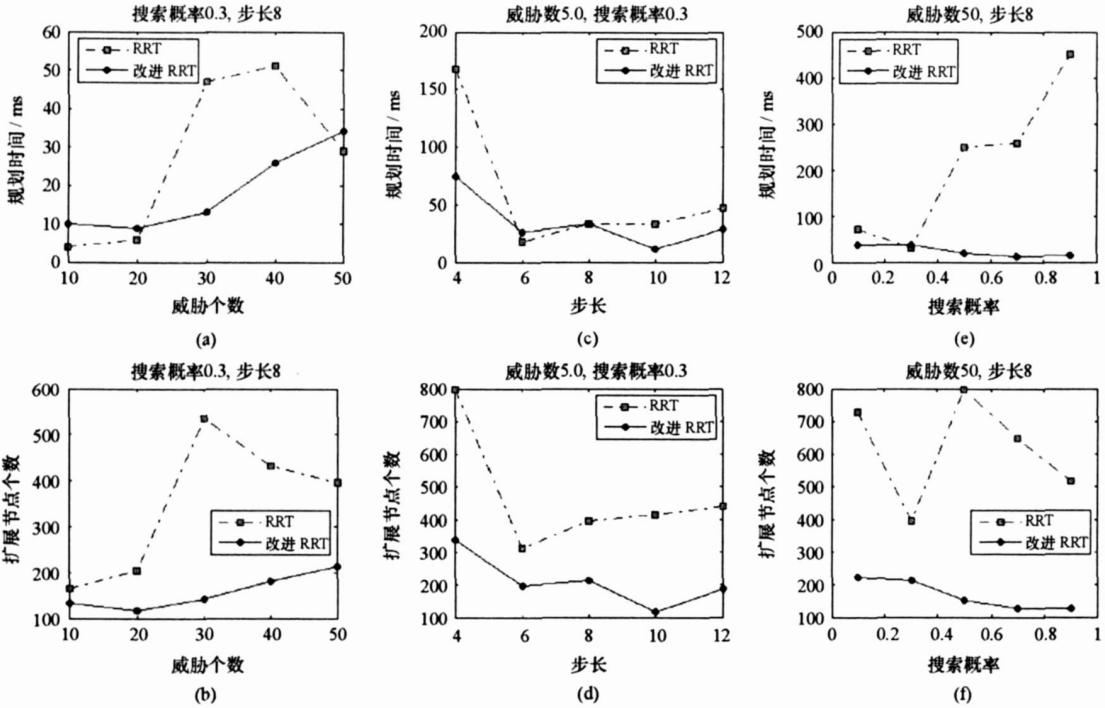 搜索概率0.3, 步长8
规划时间 / ms
60
50
40
30
20
10
0
RRT
改进 RRT
10 20 30 40 50
威胁个数
(a)
威胁数5.0, 搜索概率0.3
规划时间 / ms
200
150
100
50
0
RRT
改进 RRT
4 6 8 10 12
步长
(c)
威胁数50, 步长8
规划时间 / ms
500
400
300
200
100
0
RRT
改进 RRT
0 0.2 0.4 0.6 0.8 1
搜索概率
(e)
搜索概率0.3, 步长8
扩展节点个数
600
500
400
300
200
100
RRT
改进 RRT
10 20 30 40 50
威胁个数
(b)
威胁数5.0, 搜索概率0.3
扩展节点个数
800
700
600
500
400
300
200
100
RRT
改进 RRT
4 6 8 10 12
步长
(d)
威胁数50, 步长8
扩展节点个数
800
700
600
500
400
300
200
100
RRT
改进 RRT
0 0.2 0.4 0.6 0.8 1
搜索概率
(f)